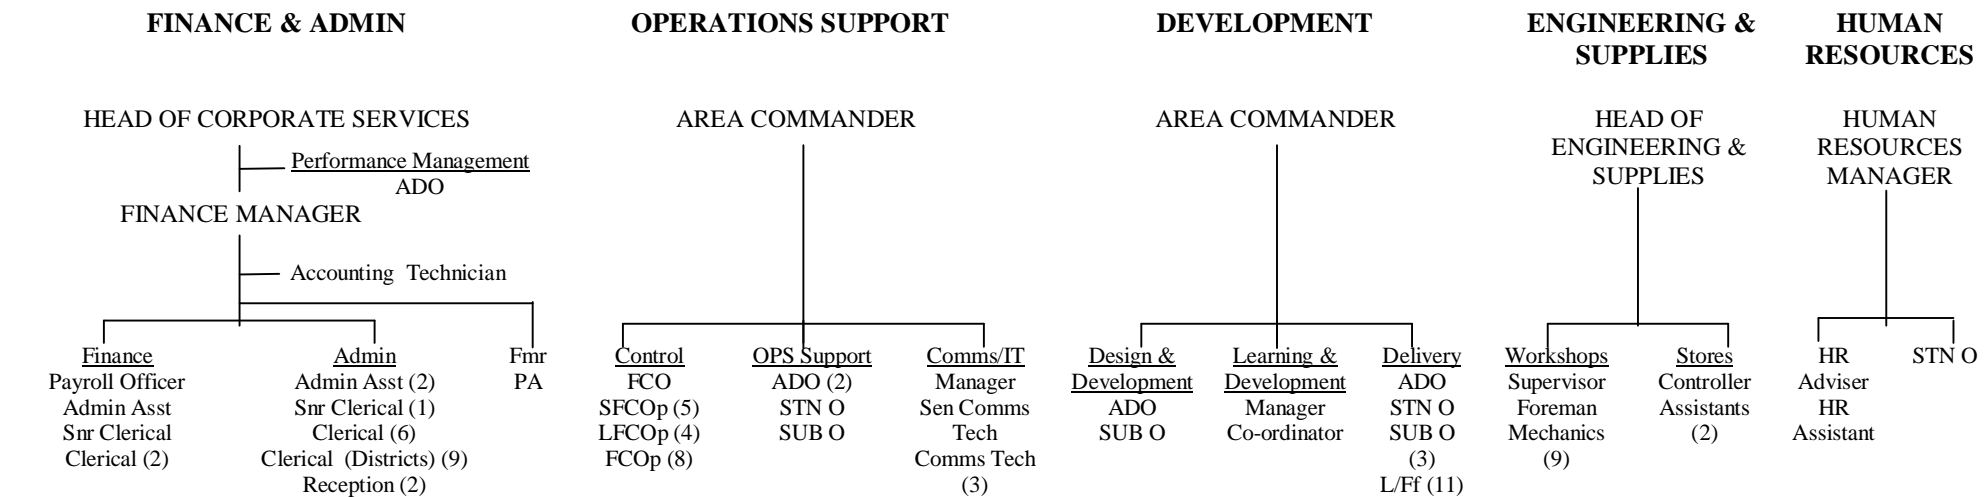 FINANCE & ADMIN
HEAD OF CORPORATE SERVICES
Performance Management
ADO
FINANCE MANAGER
Accounting Technician
Finance
Payroll Officer
Admin Asst
Snr Clerical
Clerical (2)
Admin
Admin Asst (2)
Snr Clerical (1)
Clerical (6)
Clerical (Districts) (9)
Reception (2)
Fmr
PA
OPERATIONS SUPPORT
AREA COMMANDER
Control
FCO
SFCOp (5)
LFCOp (4)
FCOp (8)
OPS Support
ADO (2)
STN O
SUB O
Comms/IT
Manager
Sen Comms
Tech
Comms Tech
(3)
DEVELOPMENT
AREA COMMANDER
Design &
Development
ADO
SUB O
Learning &
Development
Manager
Co-ordinator
Delivery
ADO
STN O
SUB O
(3)
L/Ff (11)
ENGINEERING &
SUPPLIES
HEAD OF
ENGINEERING &
SUPPLIES
Workshops
Supervisor
Foreman
Mechanics
(9)
Stores
Controller
Assistants
(2)
HUMAN
RESOURCES
HUMAN
RESOURCES
MANAGER
HR
Adviser
HR
Assistant
STN O